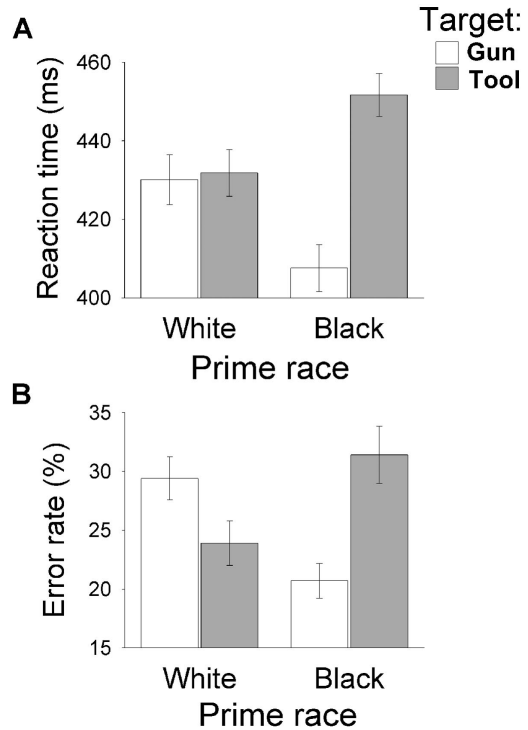 Target:
Gun
Tool
A
Reaction time (ms)
460
440
420
400
White Black
Prime race
B
Error rate (%)
35
30
25
20
15
White Black
Prime race